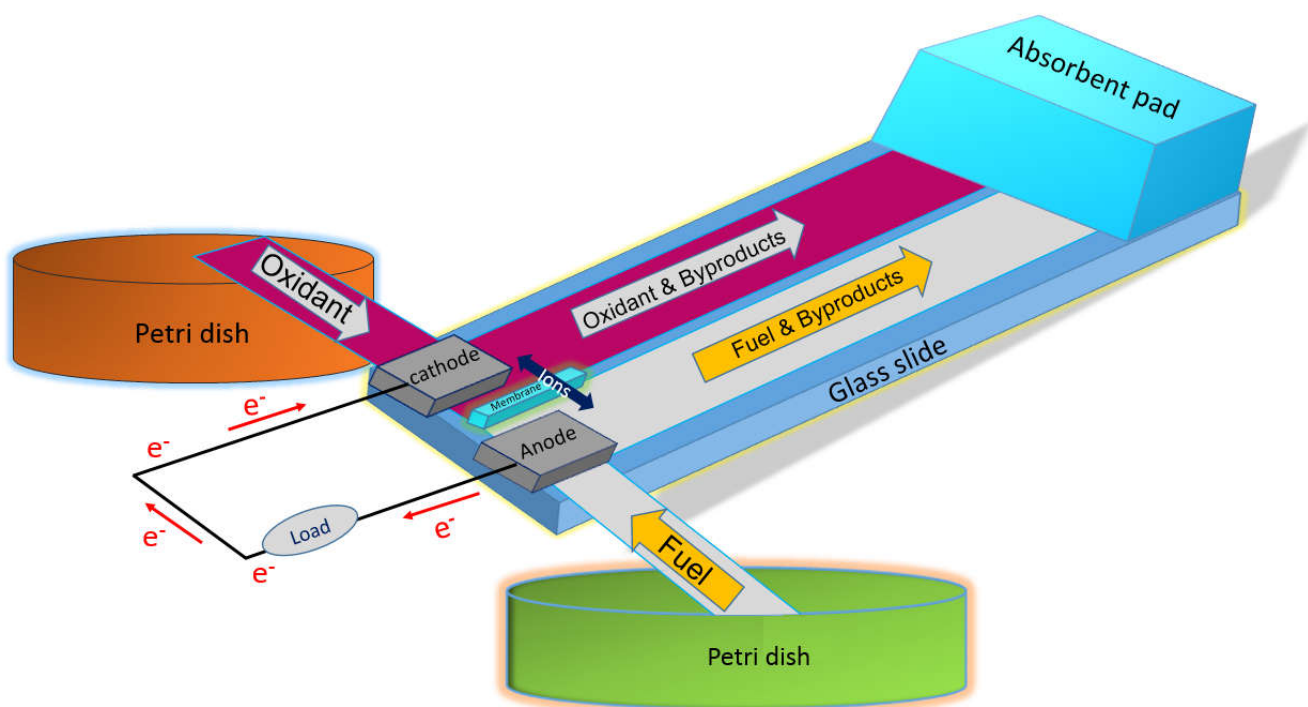 Absorbent pad
Oxidant
Petri dish
Oxidant & Byproducts
Fuel & Byproducts
Glass slide
cathode
Ions
Membrane
Anode
e-
e-
e-
e-
e-
Load
Fuel
Petri dish